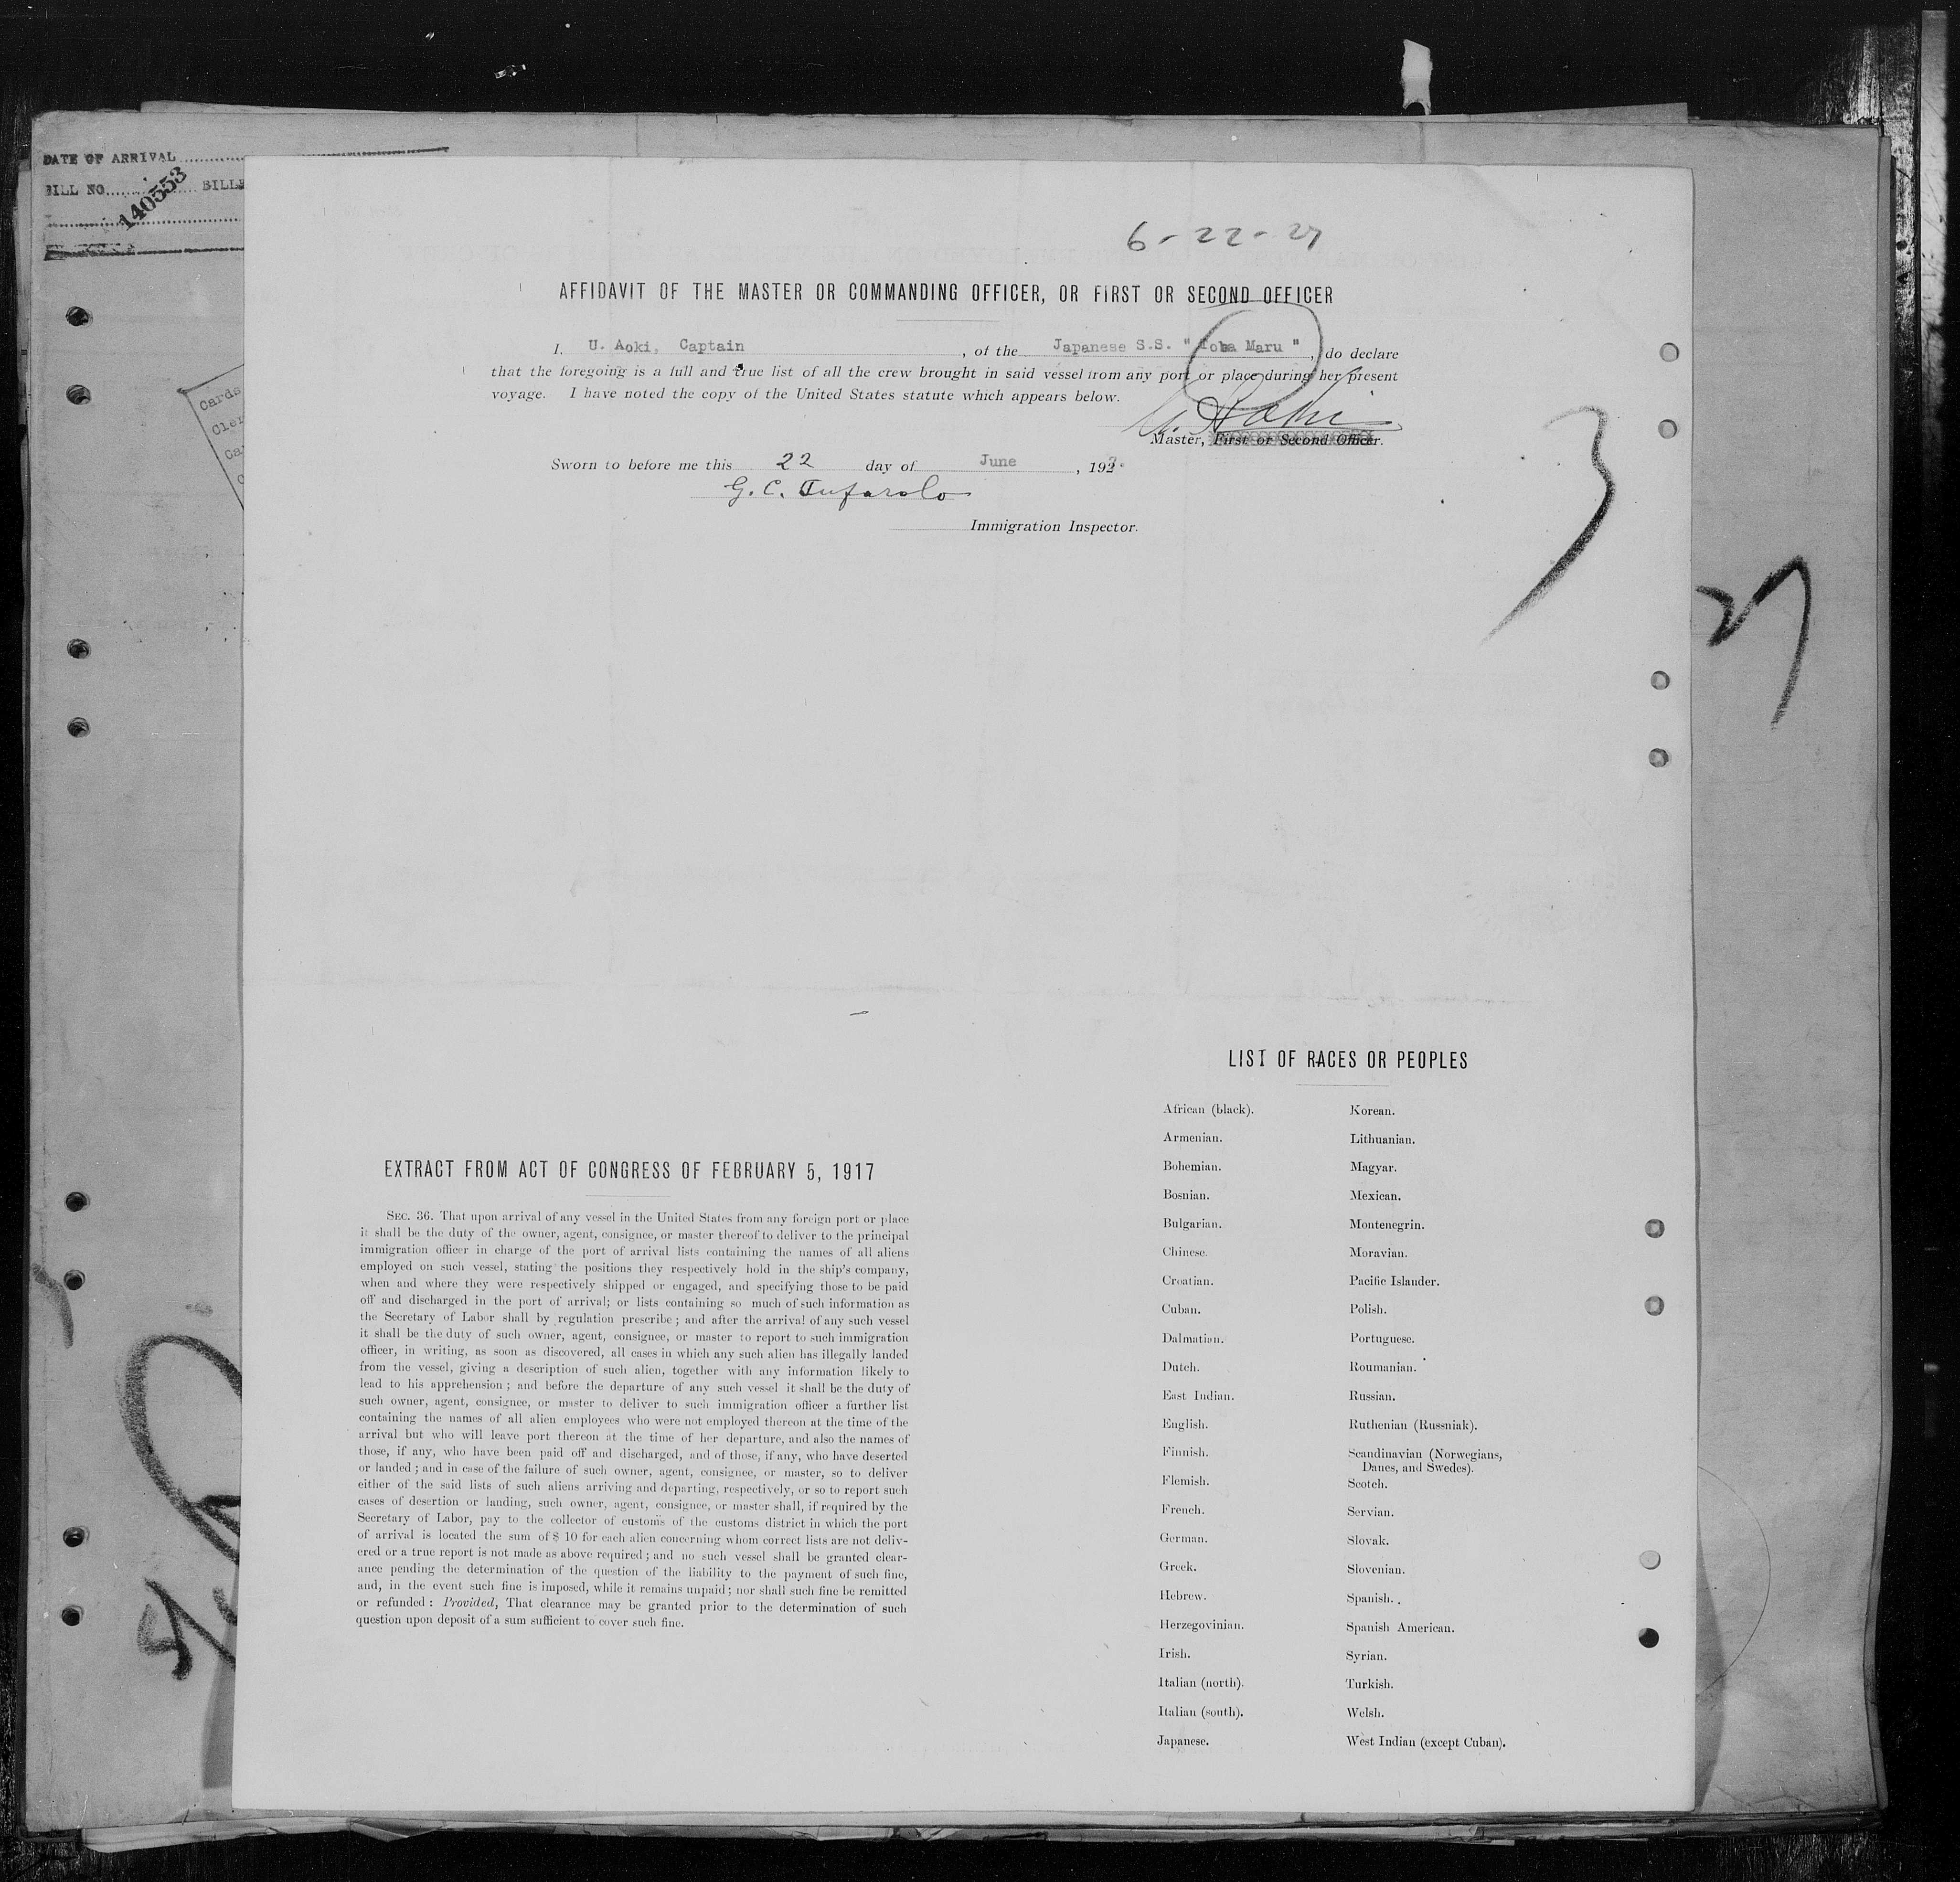 DATE OF ARRIVAL
BILL NO.
140553
Cards
6-22-27
AFFIDAVIT OF THE MASTER OR COMMANDING OFFICER, OR FIRST OR SECOND OFFICER
I, U. Aoki, Captain, of the Japanese S.S. "Toba Maru", do declare
that the foregoing is a full and true list of all the crew brought in said vessel from any port or place during her present
voyage. I have noted the copy of the United States statute which appears below.
U. Aoki
Master, First or Second Officer.
Sworn to before me this 22 day of June, 192
G. C. Tufarolo
Immigration Inspector.
27
EXTRACT FROM ACT OF CONGRESS OF FEBRUARY 5, 1917
SEC. 36. That upon arrival of any vessel in the United States from any foreign port or place
it shall be the duty of the owner, agent, consignee, or master thereof to deliver to the principal
immigration officer in charge of the port of arrival lists containing the names of all aliens
employed on such vessel, stating the positions they respectively hold in the ship's company,
when and where they were respectively shipped or engaged, and specifying those to be paid
off and discharged in the port of arrival; or lists containing so much of such information as
the Secretary of Labor shall by regulation prescribe; and after the arrival of any such vessel
it shall be the duty of such owner, agent, consignee, or master to report to such immigration
officer, in writing, as soon as discovered, all cases in which any such alien has illegally landed
from the vessel, giving a description of such alien, together with any information likely to
lead to his apprehension; and before the departure of any such vessel it shall be the duty of
such owner, agent, consignee, or master to deliver to such immigration officer a further list
containing the names of all alien employees who were not employed thereon at the time of the
arrival but who will leave port thereon at the time of her departure, and also the names of
those, if any, who have been paid off and discharged, and of those, if any, who have deserted
or landed; and in case of the failure of such owner, agent, consignee, or master, so to deliver
either of the said lists of such aliens arriving and departing, respectively, or so to report such
cases of desertion or landing, such owner, agent, consignee, or master shall, if required by the
Secretary of Labor, pay to the collector of customs of the customs district in which the port
of arrival is located the sum of $ 10 for each alien concerning whom correct lists are not deliv-
ered or a true report is not made as above required; and no such vessel shall be granted clear-
ance pending the determination of the question of the liability to the payment of such fine,
and, in the event such fine is imposed, while it remains unpaid; nor shall such fine be remitted
or refunded: Provided, That clearance may be granted prior to the determination of such
question upon deposit of a sum sufficient to cover such fine.
LIST OF RACES OR PEOPLES
African (black).
Armenian.
Bohemian.
Bosnian.
Bulgarian.
Chinese.
Croatian.
Cuban.
Dalmatian.
Dutch.
East Indian.
English.
Finnish.
Flemish.
French.
German.
Greek.
Hebrew.
Herzegovinian.
Irish.
Italian (north).
Italian (south).
Japanese.
Korean.
Lithuanian.
Magyar.
Mexican.
Montenegrin.
Moravian.
Pacific Islander.
Polish.
Portuguese.
Roumanian.
Russian.
Ruthenian (Russniak).
Scandinavian (Norwegians,
Danes, and Swedes).
Scotch.
Servian.
Slovak.
Slovenian.
Spanish.
Spanish American.
Syrian.
Turkish.
Welsh.
West Indian (except Cuban).